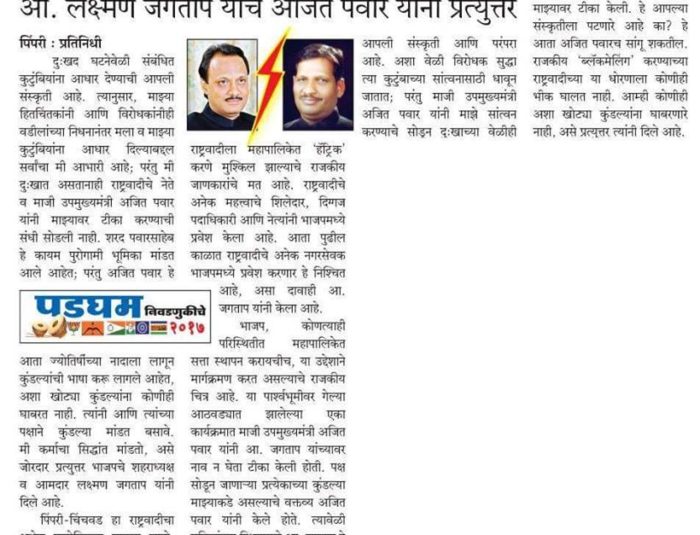 आ. लक्ष्मण जगताप यांचे अजित पवार यांना प्रत्युत्तर
पिंपरी : प्रतिनिधी
दुःखद घटनेवेळी संबंधित
कुटुंबियांना आधार देण्याची आपली
संस्कृती आहे. त्यानुसार, माझ्या
हितचिंतकांनी आणि विरोधकांनीही
वडीलांच्या निधनानंतर मला व माझ्या
कुटुंबियांना आधार दिल्याबद्दल
सर्वांचा मी आभारी आहे; परंतु मी
दुःखात असतानाही राष्ट्रवादीचे नेते
व माजी उपमुख्यमंत्री अजित पवार
यांनी माझ्यावर टीका करण्याची
संधी सोडली नाही. शरद पवारसाहेब
हे कायम पुरोगामी भूमिका मांडत
आले आहेत; परंतु अजित पवार हे
पडघम निवडणुकीचे
२०१७
आता ज्योतिर्षीच्या नादाला लागून
कुंडल्यांची भाषा करू लागले आहेत,
अशा खोट्या कुंडल्यांना कोणीही
घाबरत नाही. त्यांनी आणि त्यांच्या
पक्षाने कुंडल्या मांडत बसावे.
मी कर्माचा सिद्धांत मांडतो, असे
जोरदार प्रत्युत्तर भाजपचे शहराध्यक्ष
व आमदार लक्ष्मण जगताप यांनी
दिले आहे.
पिंपरी-चिंचवड हा राष्ट्रवादीचा
राष्ट्रवादीला महापालिकेत 'हॅट्रिक'
करणे मुश्किल झाल्याचे राजकीय
जाणकारांचे मत आहे. राष्ट्रवादीचे
अनेक महत्त्वाचे शिलेदार, दिग्गज
पदाधिकारी आणि नेत्यांनी भाजपमध्ये
प्रवेश केला आहे. आता पुढील
काळात राष्ट्रवादीचे अनेक नगरसेवक
भाजपमध्ये प्रवेश करणार हे निश्चित
आहे, असा दावाही आ.
जगताप यांनी केला आहे.
भाजप, कोणत्याही
परिस्थितीत महापालिकेत
सत्ता स्थापन करायचीच, या उद्देशाने
मार्गक्रमण करत असल्याचे राजकीय
चित्र आहे. या पार्श्वभूमीवर गेल्या
आठवड्यात झालेल्या एका
कार्यक्रमात माजी उपमुख्यमंत्री अजित
पवार यांनी आ. जगताप यांच्यावर
नाव न घेता टीका केली होती. पक्ष
सोडून जाणाऱ्या प्रत्येकाच्या कुंडल्या
माझ्याकडे असल्याचे वक्तव्य अजित
पवार यांनी केले होते. त्यावेळी
आपली संस्कृती आणि परंपरा
आहे. अशा वेळी विरोधक सुद्धा
त्या कुटुंबाच्या सांत्वनासाठी धावून
जातात; परंतु माजी उपमुख्यमंत्री
अजित पवार यांनी माझे सांत्वन
करण्याचे सोडून दुःखाच्या वेळीही
माझ्यावर टीका केली. हे आपल्या
संस्कृतीला पटणारे आहे का? हे
आता अजित पवारच सांगू शकतील.
राजकीय 'ब्लॅकमेलिंग' करण्याच्या
राष्ट्रवादीच्या या धोरणाला कोणीही
भीक घालत नाही. आम्ही कोणीही
अशा खोट्या कुंडल्यांना घाबरणारे
नाही, असे प्रत्युत्तर त्यांनी दिले आहे.